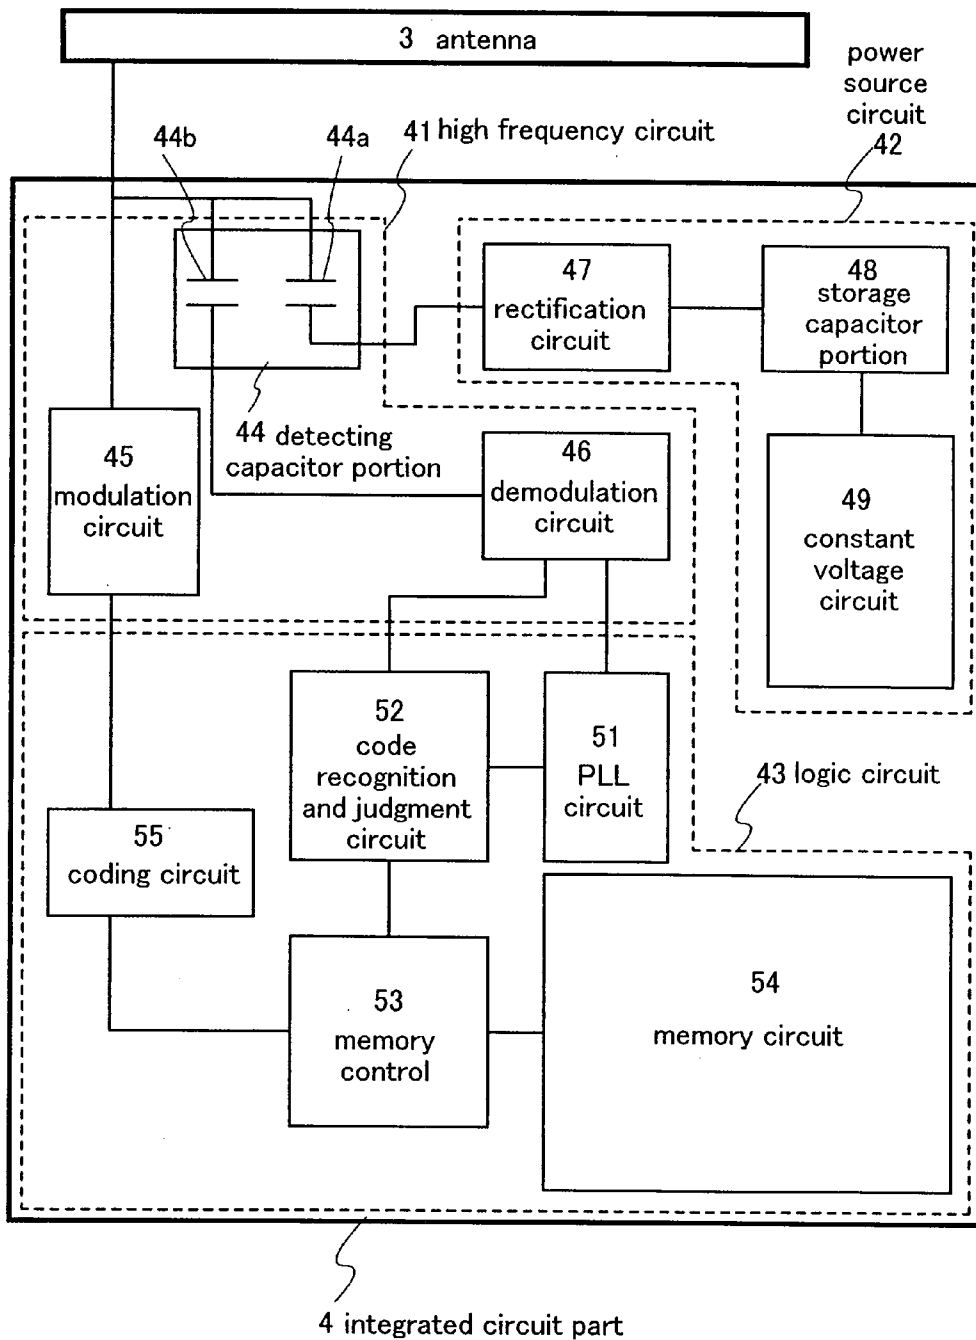 3 antenna
power
source
circuit
42
44b
44a
41 high frequency circuit
47
rectification
circuit
48
storage
capacitor
portion
44 detecting
capacitor portion
45
modulation
circuit
46
demodulation
circuit
49
constant
voltage
circuit
52
code
recognition
and judgment
circuit
51
PLL
circuit
43 logic circuit
55
coding circuit
53
memory
control
54
memory circuit
4 integrated circuit part